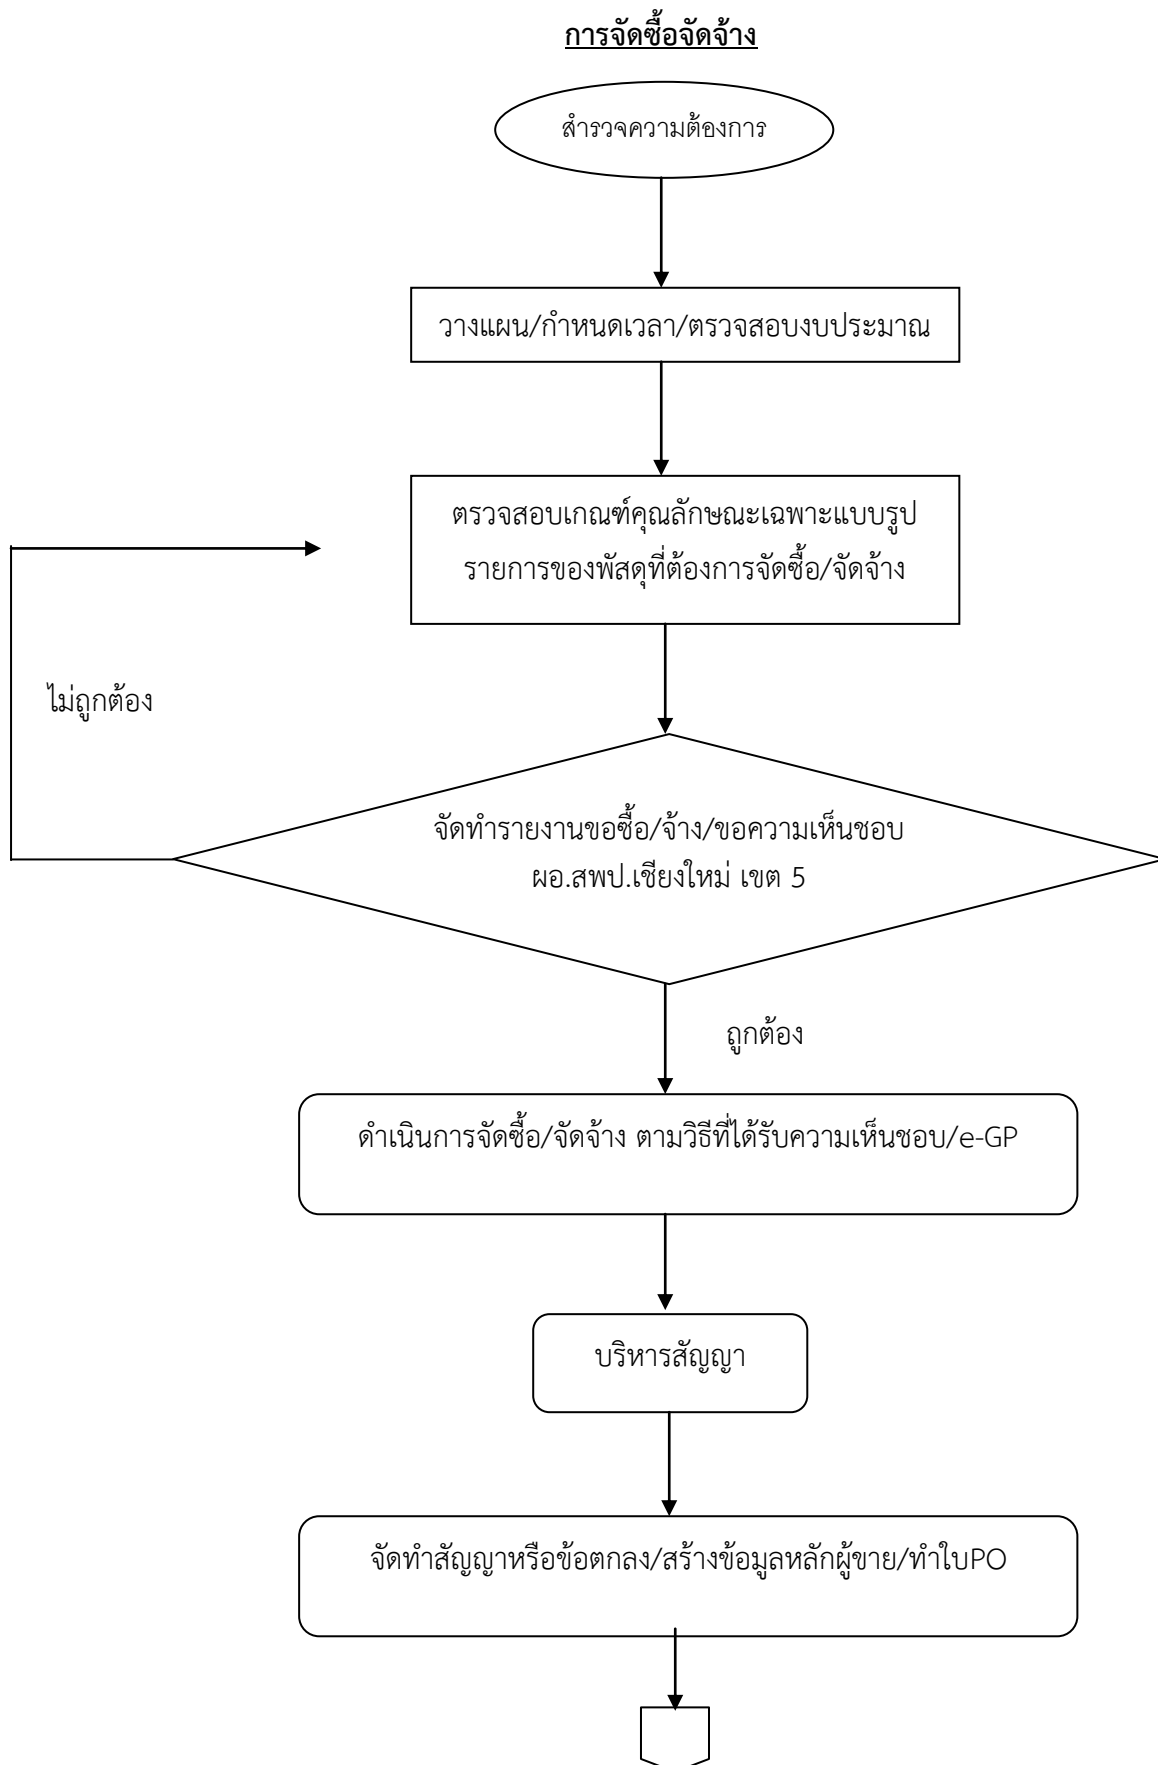 การจัดซื้อจัดจ้าง
สำรวจความต้องการ
วางแผน/กำหนดเวลา/ตรวจสอบงบประมาณ
ตรวจสอบเกณฑ์คุณลักษณะเฉพาะแบบรูป
รายการของพัสดุที่ต้องการจัดซื้อ/จัดจ้าง
ไม่ถูกต้อง
จัดทำรายงานขอซื้อ/จ้าง/ขอความเห็นชอบ
ผอ.สพป.เชียงใหม่ เขต 5
ถูกต้อง
ดำเนินการจัดซื้อ/จัดจ้าง ตามวิธีที่ได้รับความเห็นชอบ/e-GP
บริหารสัญญา
จัดทำสัญญาหรือข้อตกลง/สร้างข้อมูลหลักผู้ขาย/ทำใบPO